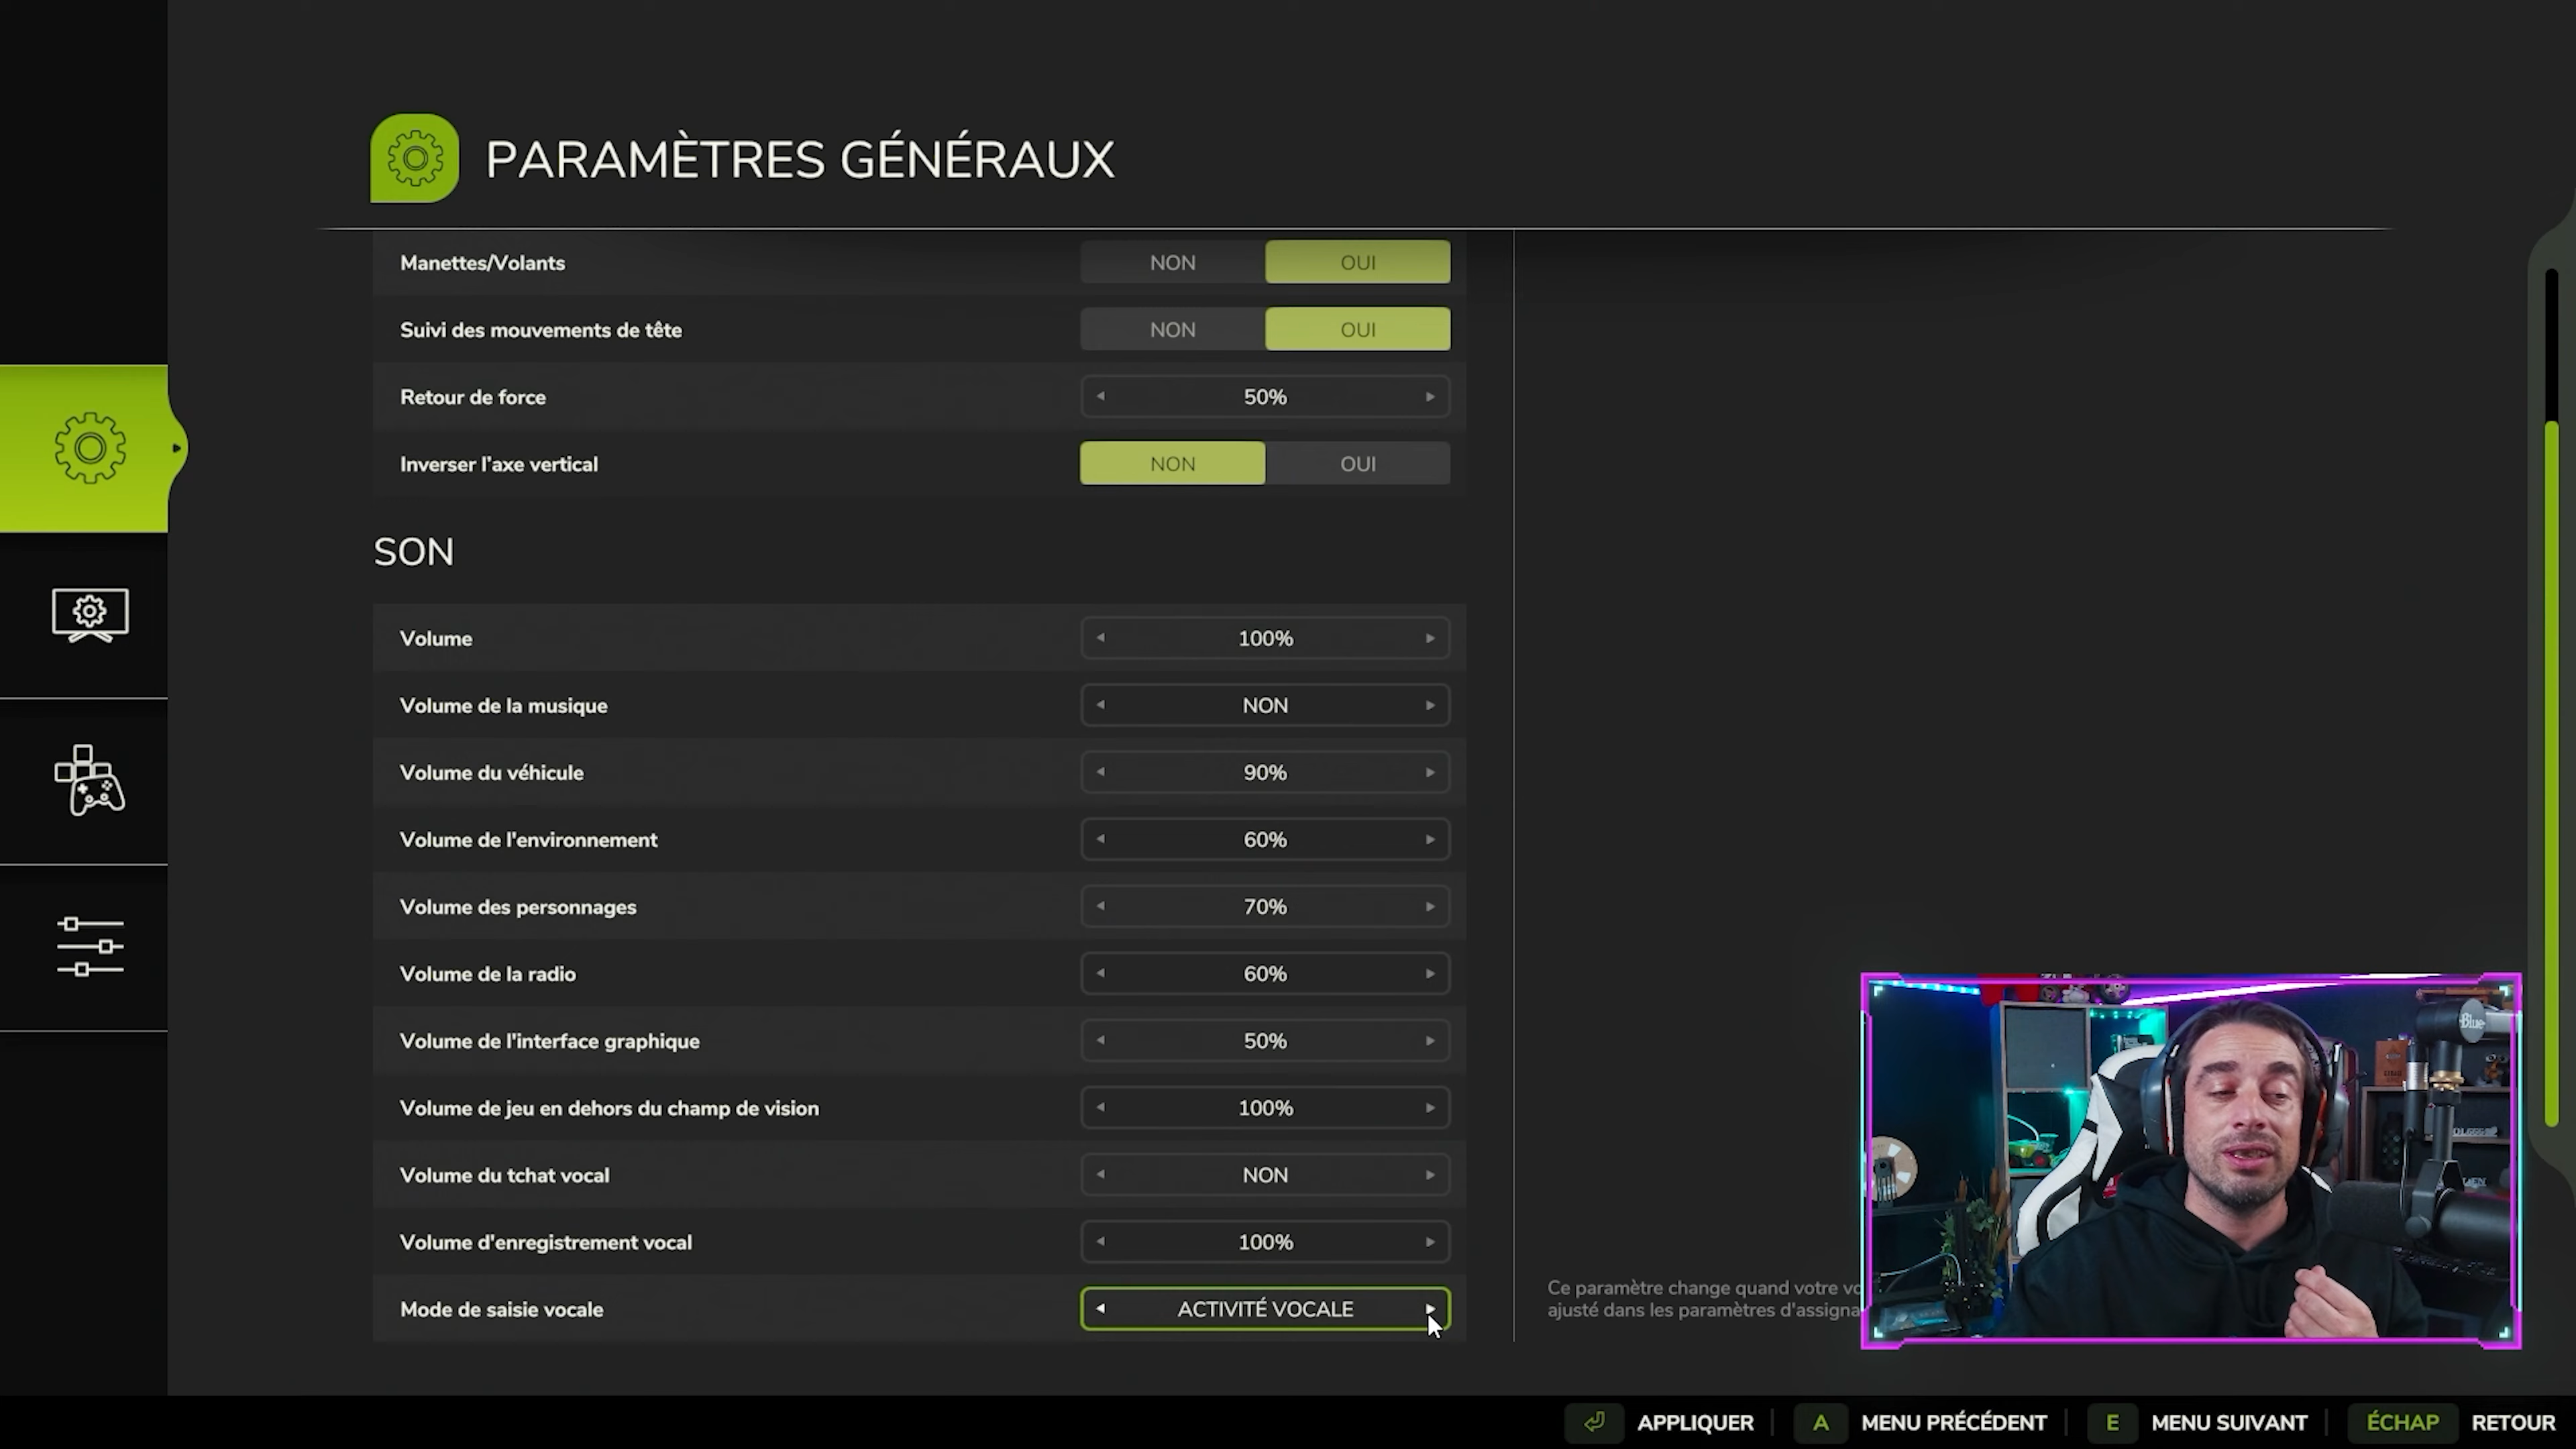 PARAMÈTRES GÉNÉRAUX
Manettes/Volants NON OUI
Suivi des mouvements de tête NON OUI
Retour de force 50%
Inverser l'axe vertical NON OUI
SON
Volume 100%
Volume de la musique NON
Volume du véhicule 90%
Volume de l'environnement 60%
Volume des personnages 70%
Volume de la radio 60%
Volume de l'interface graphique 50%
Volume de jeu en dehors du champ de vision 100%
Volume du tchat vocal NON
Volume d'enregistrement vocal 100%
Mode de saisie vocale ACTIVITÉ VOCALE
Ce paramètre change quand votre
ajusté dans les paramètres
Blue
APPLIQUER A MENU PRÉCÉDENT E MENU SUIVANT ÉCHAP RETOUR